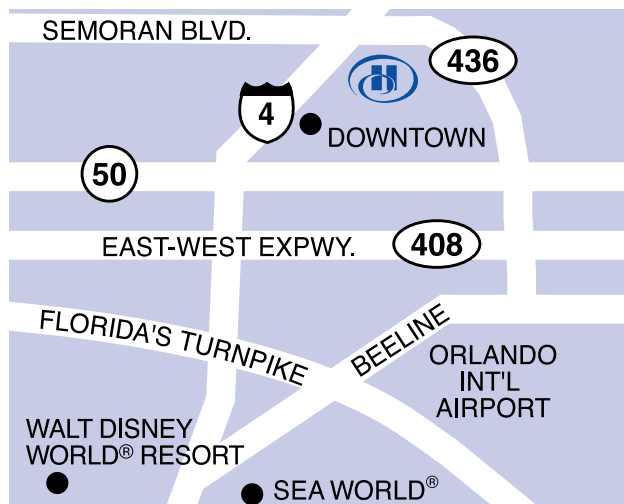 SEMORAN BLVD.
436
H
4
DOWNTOWN
50
EAST-WEST EXPWY.
408
FLORIDA'S TURNPIKE
BEELINE
ORLANDO
INT'L
AIRPORT
WALT DISNEY
WORLD® RESORT
SEA WORLD®